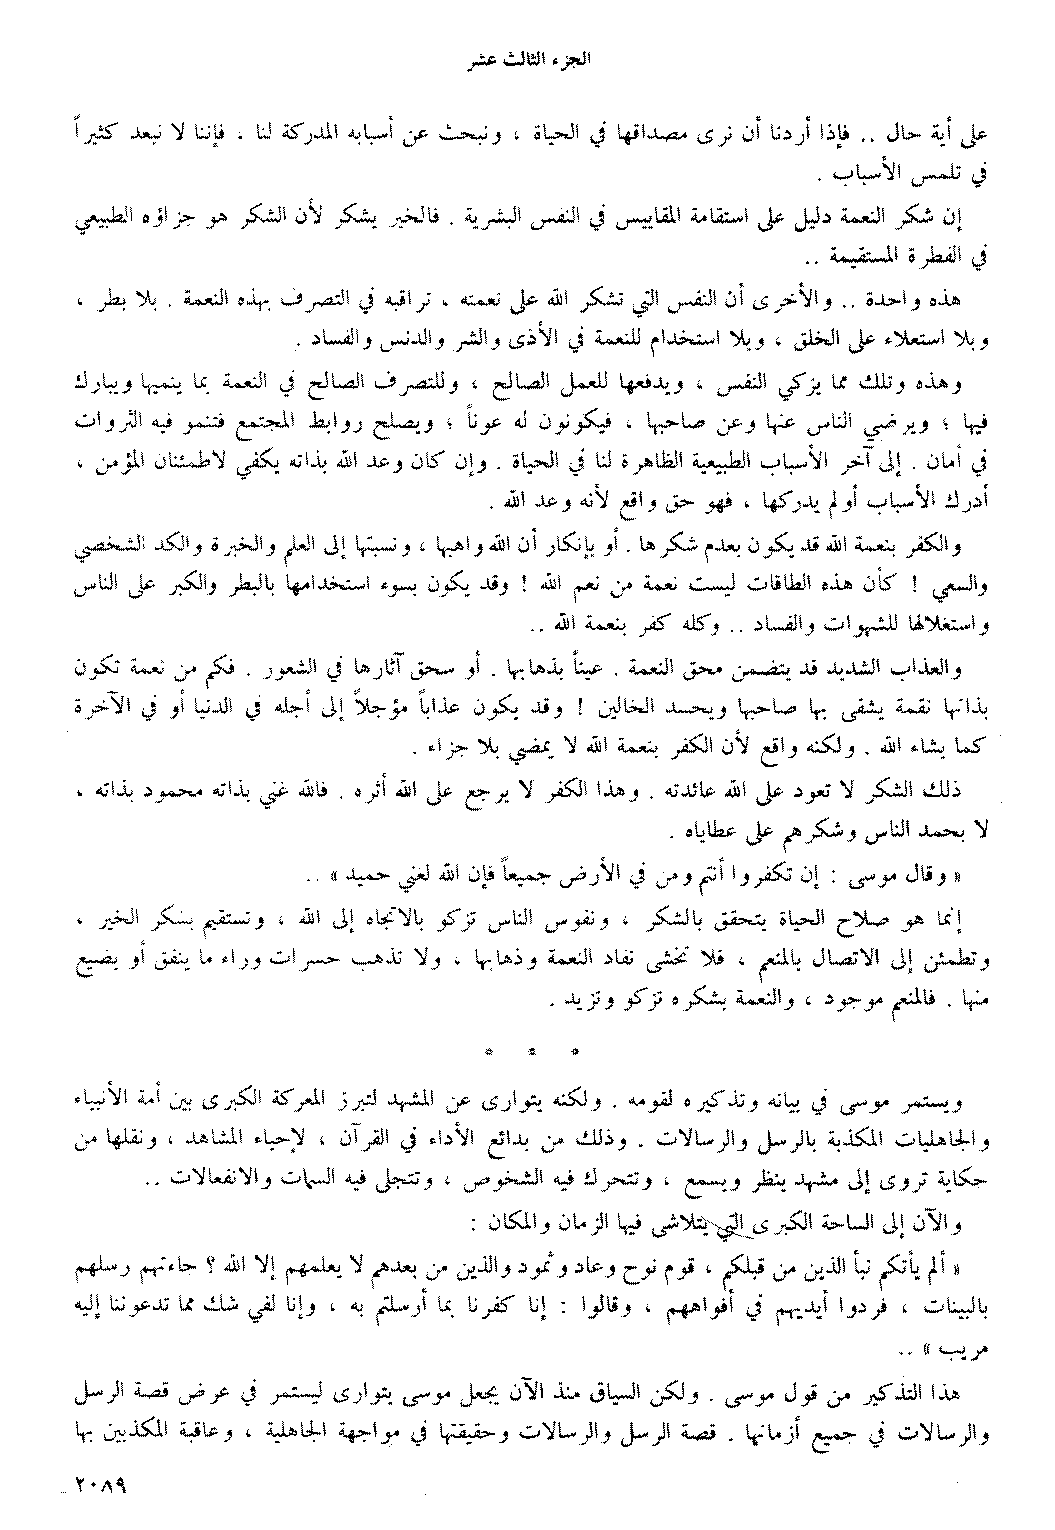 الجزء الثالث عشر
على أية حال .. فإذا أردنا أن نرى مصداقها في الحياة ، ونبحث عن أسبابه المدركة لنا ، فإننا لا نبعد كثيراً
في تلمس الأسباب .
إن شكر النعمة دليل على استقامة المقاييس في النفس البشرية . فالخير يشكر لأن الشكر هو جزاؤه الطبيعي
في الفطرة المستقيمة ..
هذه واحدة .. والأخرى أن النفس التي تشكر الله على نعمته ، تراقبه في التصرف بهذه النعمة . بلا بطر ،
وبلا استعلاء على الخلق ، وبلا استخدام للنعمة في الأذى والشر والدنس والفساد .
وهذه وتلك مما يزكي النفس ، ويدفعها للعمل الصالح ، وللتصرف الصالح في النعمة بما ينميها ويبارك
فيها ؛ ويرضي الناس عنها وعن صاحبها ، فيكونون له عوناً ؛ ويصلح روابط المجتمع فتنمو فيه الثروات
في أمان . إلى آخر الأسباب الطبيعية الظاهرة لنا في الحياة . وإن كان وعد الله بذاته يكفي لاطمئنان المؤمن ،
أدرك الأسباب أو لم يدركها ، فهو حق واقع لأنه وعد الله .
والكفر بنعمة الله قد يكون بعدم شكرها . أو بإنكار أن الله واهبها ، ونسبتها إلى العلم والخبرة والكد الشخصي
والسعي ! كأن هذه الطاقات ليست نعمة من نعم الله ! وقد يكون بسوء استخدامها بالبطر والكبر على الناس
واستغلالها للشهوات والفساد .. وكله كفر بنعمة الله ..
والعذاب الشديد قد يتضمن محق النعمة . عيناً بذهابها . أو سحق آثارها في الشعور . فكم من نعمة تكون
بذاتها نقمة يشقى بها صاحبها ويحسد الخالين ! وقد يكون عذاباً مؤجلاً إلى أجله في الدنيا أو في الآخرة
كما يشاء الله . ولكنه واقع لأن الكفر بنعمة الله لا يمضي بلا جزاء .
ذلك الشكر لا تعود على الله عائدته . وهذا الكفر لا يرجع على الله أثره . فالله غني بذاته محمود بذاته ،
لا بحمد الناس وشكرهم على عطاياه .
« وقال موسى : إن تكفروا أنتم ومن في الأرض جميعاً فإن الله لغني حميد » ..
إنما هو صلاح الحياة يتحقق بالشكر ، ونفوس الناس تزكو بالاتجاه إلى الله ، وتستقيم بشكر الخير ،
وتطمئن إلى الاتصال بالمنعم ، فلا تخشى نفاد النعمة وذهابها ، ولا تذهب حسرات وراء ما ينفق أو يضيع
منها . فالمنعم موجود ، والنعمة بشكره تزكو وتزيد .
* * *
ويستمر موسى في بيانه وتذكيره لقومه . ولكنه يتوارى عن المشهد لتبرز المعركة الكبرى بين أمة الأنبياء
والجاهليات المكذبة بالرسل والرسالات . وذلك من بدائع الأداء في القرآن ، لإحياء المشاهد ، ونقلها من
حكاية تروى إلى مشهد ينظر ويسمع ، وتتحرك فيه الشخوص ، وتتجلى فيه السمات والانفعالات ..
والآن إلى الساحة الكبرى التي يتلاشى فيها الزمان والمكان :
« ألم يأتكم نبأ الذين من قبلكم ، قوم نوح وعاد وثمود والذين من بعدهم لا يعلمهم إلا الله ؟ جاءتهم رسلهم
بالبينات ، فردوا أيديهم في أفواههم ، وقالوا : إنا كفرنا بما أرسلتم به ، وإنا لفي شك مما تدعوننا إليه
مريب » ..
هذا التذكير من قول موسى . ولكن السياق منذ الآن يجعل موسى يتوارى ليستمر في عرض قصة الرسل
والرسالات في جميع أزمانها . قصة الرسل والرسالات وحقيقتها في مواجهة الجاهلية ، وعاقبة المكذبين بها
٢٠٨٩